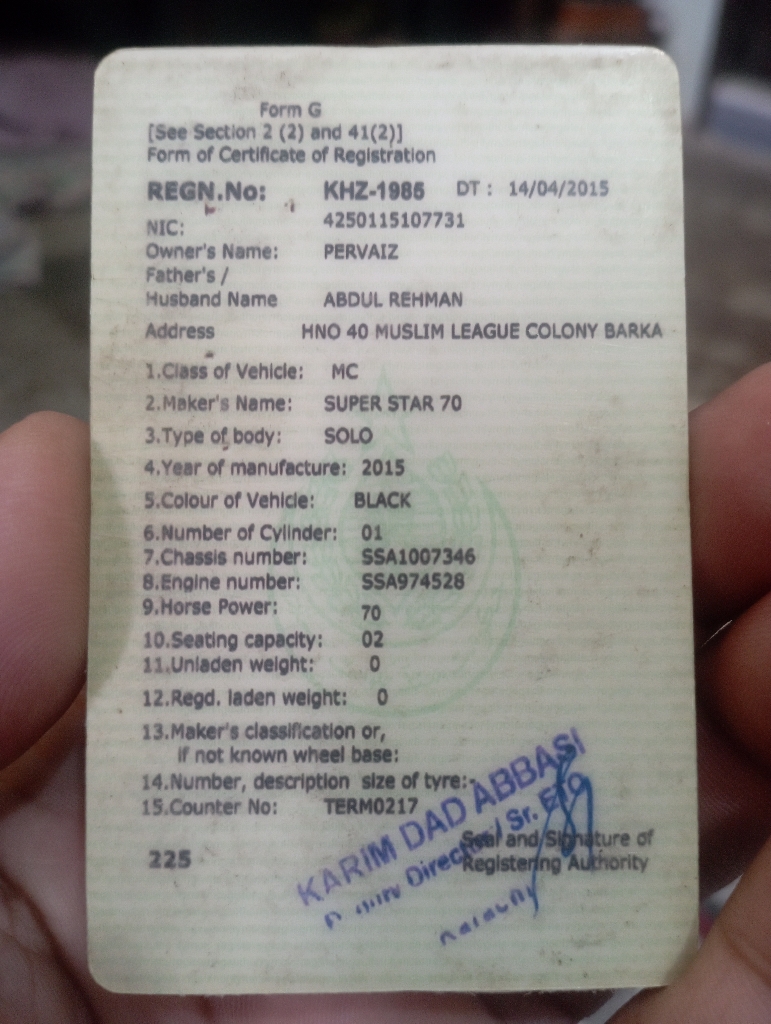 Form G
[See Section 2 (2) and 41(2)]
Form of Certificate of Registration
REGN.No: KHZ-1986 DT : 14/04/2015
NIC: 4250115107731
Owner's Name: PERVAIZ
Father's /
Husband Name ABDUL REHMAN
Address HNO 40 MUSLIM LEAGUE COLONY BARKA
1.Class of Vehicle: MC
2.Maker's Name: SUPER STAR 70
3.Type of body: SOLO
4.Year of manufacture: 2015
5.Colour of Vehicle: BLACK
6.Number of Cylinder: 01
7.Chassis number: SSA1007346
8.Engine number: SSA974528
9.Horse Power: 70
10.Seating capacity: 02
11.Unladen weight: 0
12.Regd. laden weight: 0
13.Maker's classification or,
if not known wheel base:
14.Number, description size of tyre:-
15.Counter No: TERM0217
225
Seal and Signature of
Registering Authority
KARIM DAD ABBASI
Director / Sr. ETO
Karachi